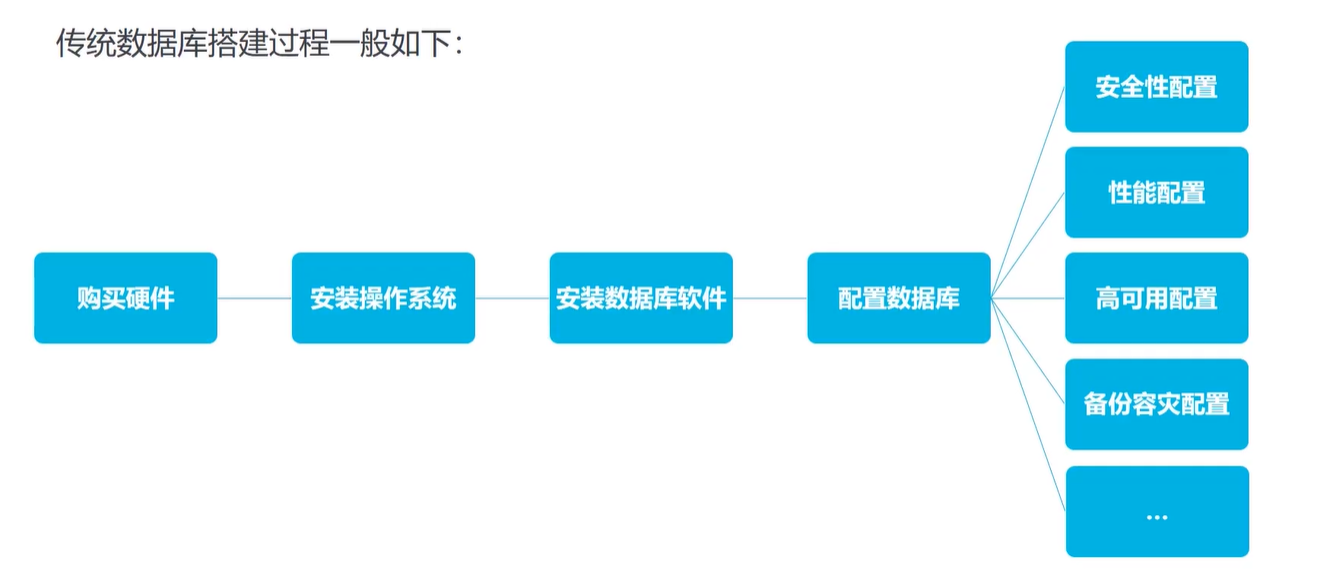 传统数据库搭建过程一般如下：
购买硬件
安装操作系统
安装数据库软件
配置数据库
安全性配置
性能配置
高可用配置
备份容灾配置
...